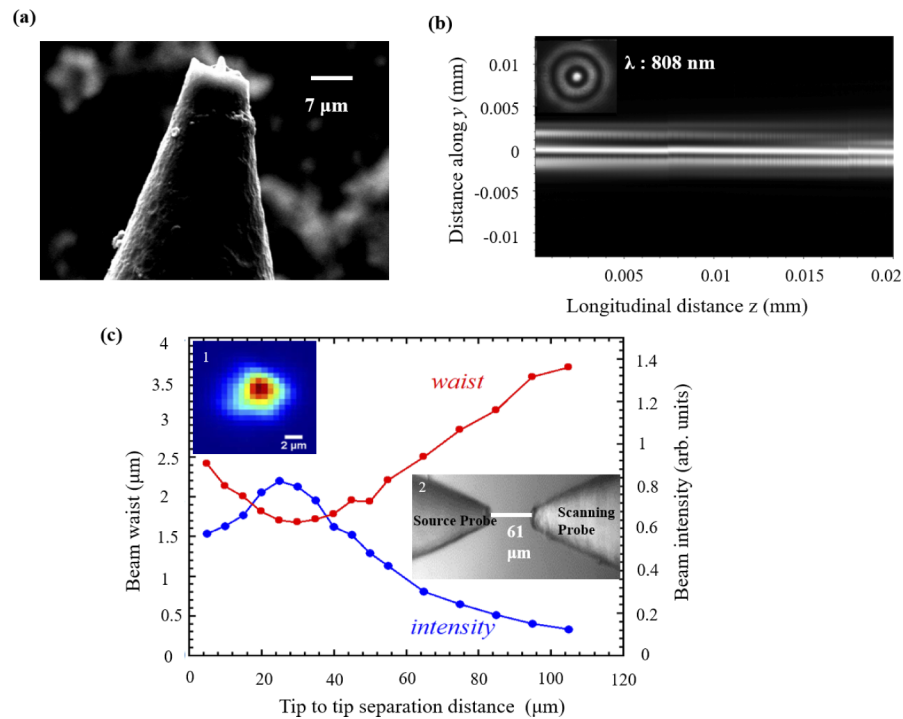 (a)
7 μm
(b)
λ : 808 nm
Distance along y (mm)
0.01
0.005
0
-0.005
-0.01
0.005 0.01 0.015 0.02
Longitudinal distance z (mm)
(c)
Beam waist (μm)
4
3.5
3
2.5
2
1.5
1
0.5
0
1
2 μm
waist
intensity
2
Source Probe
61
μm
Scanning
Probe
1.4
1.2
1
0.8
0.6
0.4
0.2
0
Beam intensity (arb. units)
0 20 40 60 80 100 120
Tip to tip separation distance (μm)